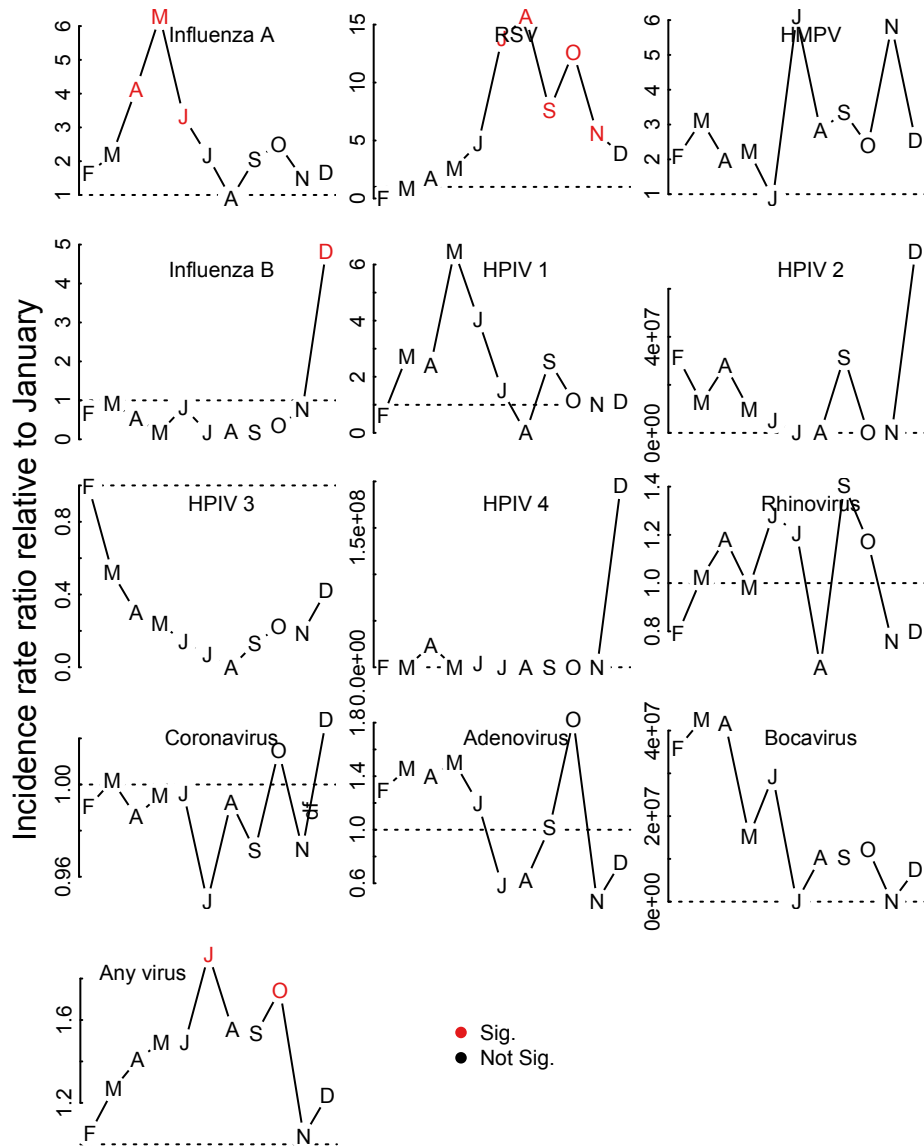 Incidence rate ratio relative to January
Influenza A
1 2 3 4 5 6
F M A M J J A S O N D
RSV
0 5 10 15
F M A M J J A S O N D
HMPV
1 2 3 4 5 6
F M A M J J A S O N D
Influenza B
0 1 2 3 4 5
F M A M J J A S O N D
HPIV 1
0 2 4 6
F M A M J J A S O N D
HPIV 2
0e+00 4e+07
F M A M J J A S O N D
HPIV 3
0.0 0.4 0.8
F M A M J J A S O N D
HPIV 4
0.0e+00 1.5e+08
F M A M J J A S O N D
Rhinovirus
0.8 1.0 1.2 1.4
F M A M J J A S O N D
Coronavirus
0.96 1.00
F M A M J J A S O N D
df
Adenovirus
0.6 1.0 1.4 1.8
F M A M J J A S O N D
Bocavirus
0e+00 2e+07 4e+07
F M A M J J A S O N D
Any virus
1.2 1.6
F M A M J J A S O N D
Sig.
Not Sig.